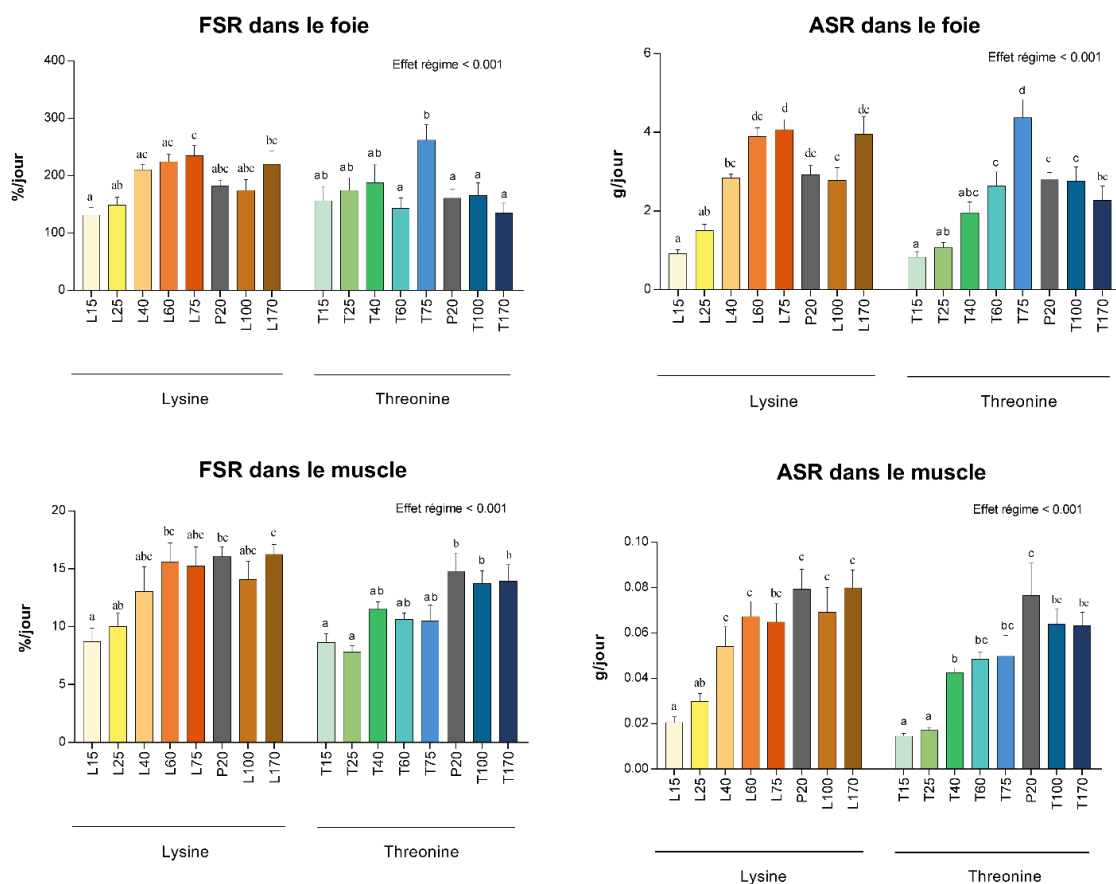 FSR dans le foie
Effet régime < 0.001
%/jour
400
300
200
100
0
a
ab
ac
ac
c
abc
abc
bc
ab
ab
ab
a
b
a
a
a
L15
L25
L40
L60
L75
P20
L100
L170
T15
T25
T40
T60
T75
P20
T100
T170
Lysine
Threonine
ASR dans le foie
Effet régime < 0.001
g/jour
6
4
2
0
a
ab
bc
dc
d
dc
c
dc
a
ab
abc
c
d
c
c
bc
L15
L25
L40
L60
L75
P20
L100
L170
T15
T25
T40
T60
T75
P20
T100
T170
Lysine
Threonine
FSR dans le muscle
Effet régime < 0.001
%/jour
20
15
10
5
0
a
ab
abc
bc
abc
bc
abc
c
a
a
ab
ab
ab
b
b
b
L15
L25
L40
L60
L75
P20
L100
L170
T15
T25
T40
T60
T75
P20
T100
T170
Lysine
Threonine
ASR dans le muscle
Effet régime < 0.001
g/jour
0.10
0.08
0.06
0.04
0.02
0.00
a
ab
c
c
bc
c
c
c
a
a
b
bc
bc
c
bc
bc
L15
L25
L40
L60
L75
P20
L100
L170
T15
T25
T40
T60
T75
P20
T100
T170
Lysine
Threonine